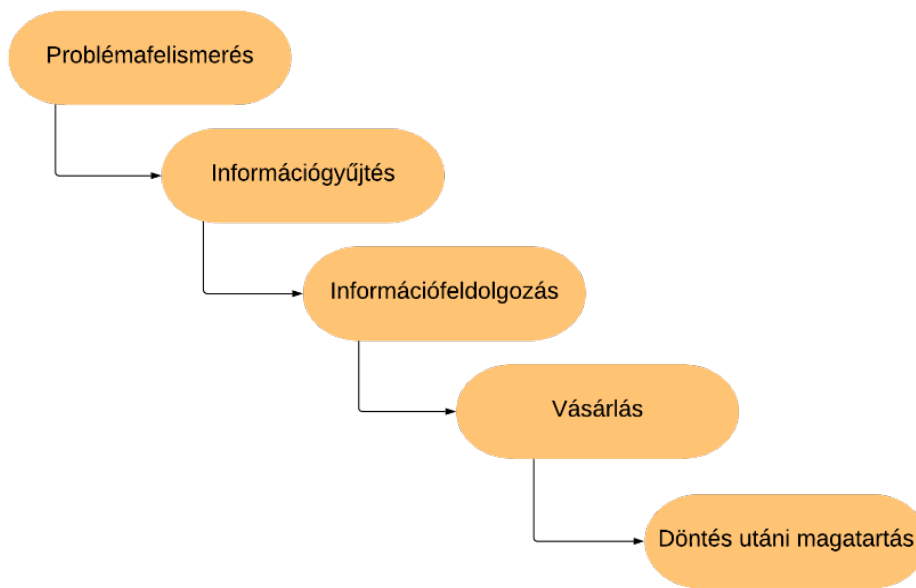 Problémafelismerés
Információgyűjtés
Információfeldolgozás
Vásárlás
Döntés utáni magatartás